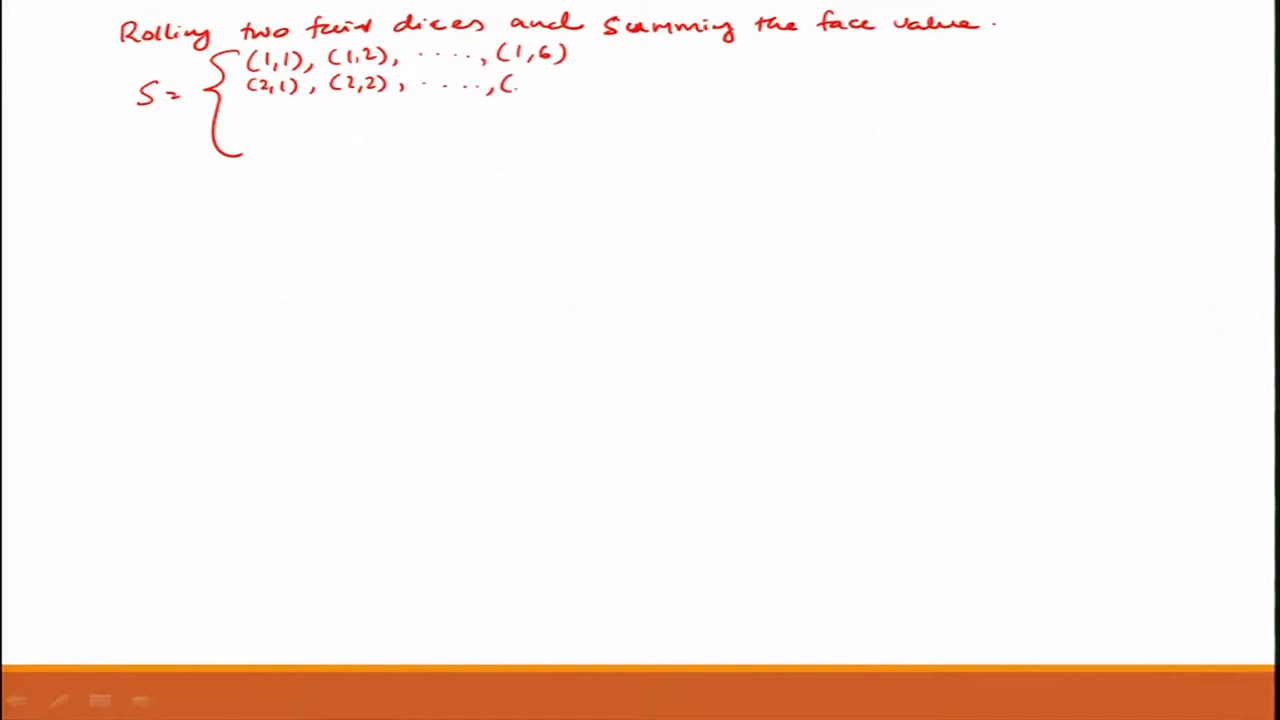 Rolling two fair dices and summing the face value.
(1,1), (1,2), ....., (1,6)
S = { (2,1), (2,2), ....., (